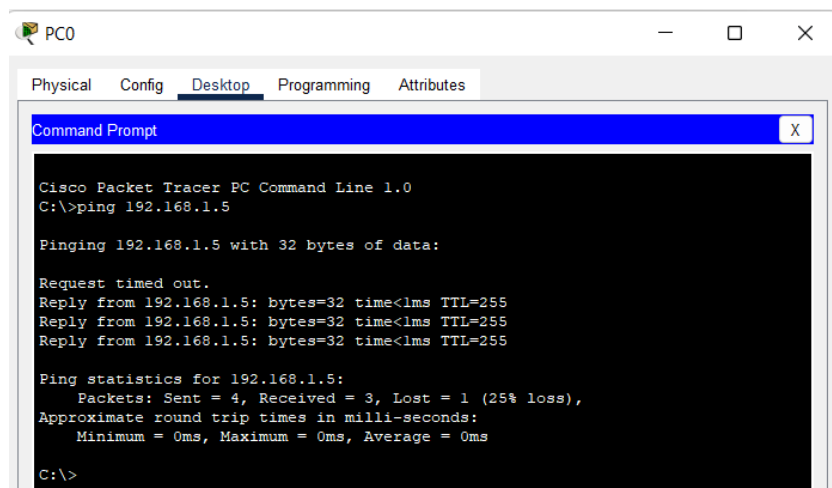 PC0
Physical Config Desktop Programming Attributes
Command Prompt X
Cisco Packet Tracer PC Command Line 1.0
C:\>ping 192.168.1.5
Pinging 192.168.1.5 with 32 bytes of data:
Request timed out.
Reply from 192.168.1.5: bytes=32 time<1ms TTL=255
Reply from 192.168.1.5: bytes=32 time<1ms TTL=255
Reply from 192.168.1.5: bytes=32 time<1ms TTL=255
Ping statistics for 192.168.1.5:
Packets: Sent = 4, Received = 3, Lost = 1 (25% loss),
Approximate round trip times in milli-seconds:
Minimum = 0ms, Maximum = 0ms, Average = 0ms
C:\>